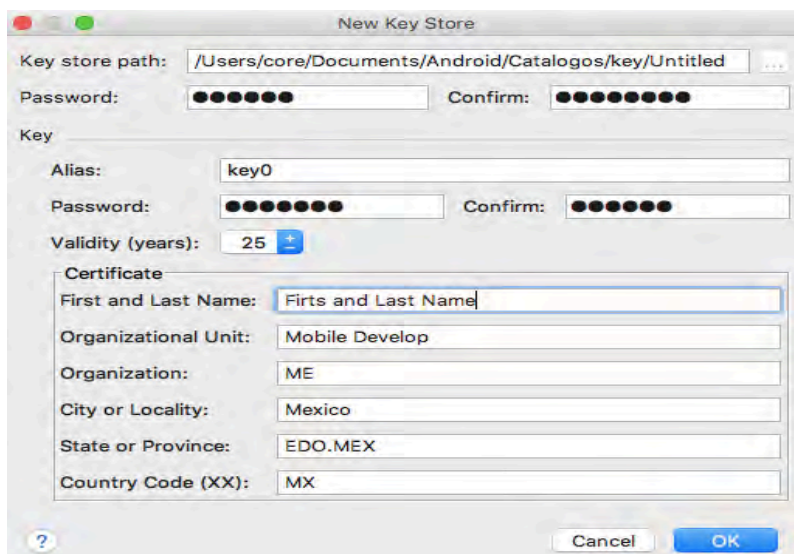 New Key Store
Key store path: /Users/core/Documents/Android/Catalogos/key/Untitled ...
Password: ●●●●●● Confirm: ●●●●●●●●
Key
Alias: key0
Password: ●●●●●●● Confirm: ●●●●●●
Validity (years): 25
Certificate
First and Last Name: Firts and Last Name
Organizational Unit: Mobile Develop
Organization: ME
City or Locality: Mexico
State or Province: EDO.MEX
Country Code (XX): MX
? Cancel OK